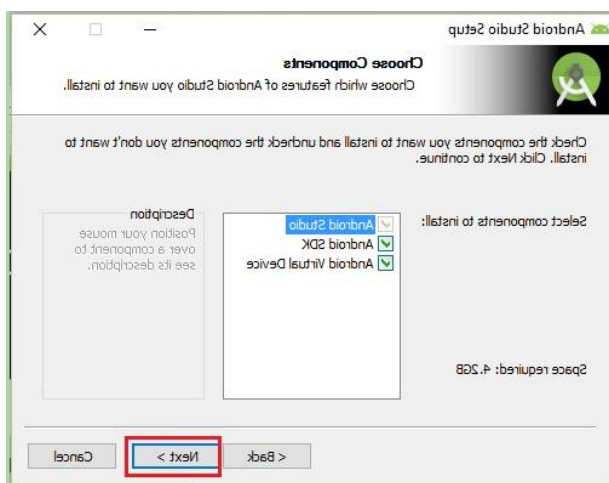 Android Studio Setup
Choose Components
Choose which features of Android Studio you want to install.
Check the components you want to install and uncheck the components you don't want to
install. Click Next to continue.
Select components to install:
Android Studio
Android SDK
Android Virtual Device
Description
Position your mouse
over a component to
see its description.
Space required: 4.2GB
< Back
Next >
Cancel